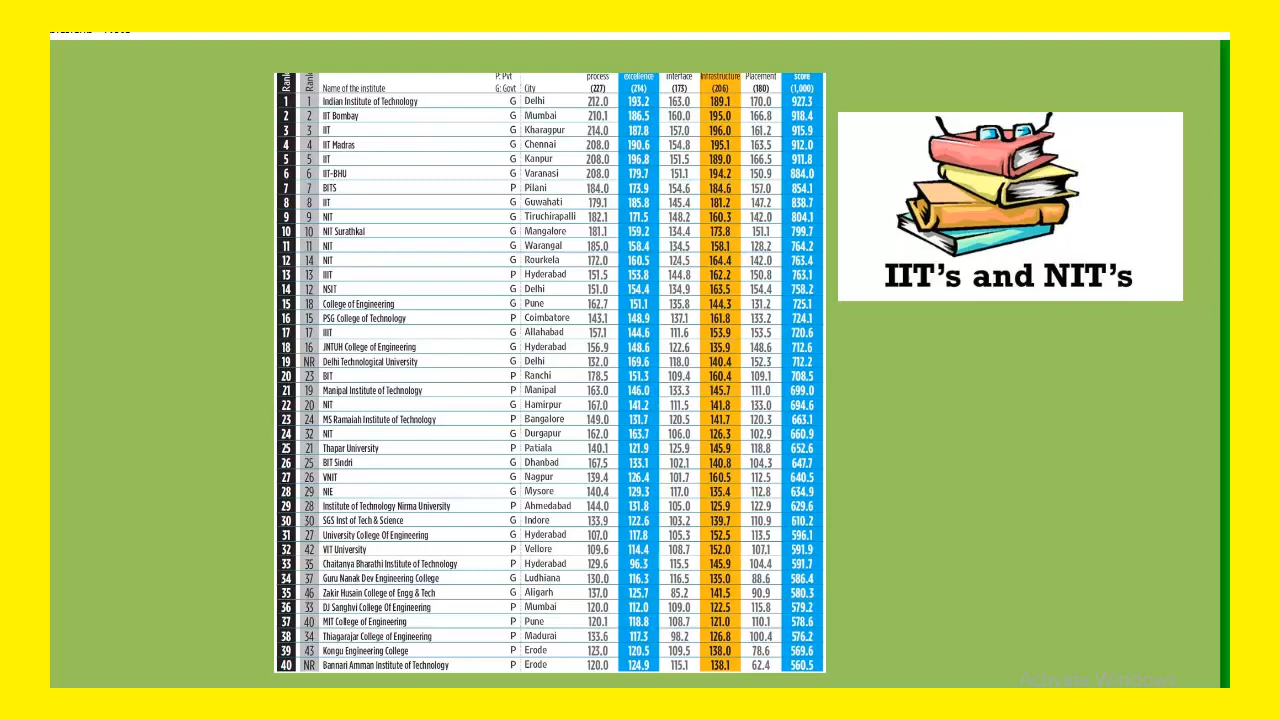 Rank Rank P: Pvt process excellence interface Infrastructure Placement score
Name of the institute G: Govt City (227) (214) (173) (206) (180) (1,000)
1 1 Indian Institute of Technology G Delhi 212.0 193.2 163.0 189.1 170.0 927.3
2 2 IIT Bombay G Mumbai 210.1 186.5 160.0 195.0 166.8 918.4
3 3 IIT G Kharagpur 214.0 187.8 157.0 196.0 161.2 915.9
4 4 IIT Madras G Chennai 208.0 190.6 154.8 195.1 163.5 912.0
5 5 IIT G Kanpur 208.0 196.8 151.5 189.0 166.5 911.8
6 6 IIT-BHU G Varanasi 208.0 179.7 151.1 194.2 150.9 884.0
7 7 BITS P Pilani 184.0 173.9 154.6 184.6 157.0 854.1
8 8 IIT G Guwahati 179.1 185.8 145.4 181.2 147.2 838.7
9 9 NIT G Tiruchirapalli 182.1 171.5 148.2 160.3 142.0 804.1
10 10 NIT Surathkal G Mangalore 181.1 159.2 134.4 173.8 151.1 799.7
11 11 NIT G Warangal 185.0 158.4 134.5 158.1 128.2 764.2
12 14 NIT G Rourkela 172.0 160.5 124.5 164.4 142.0 763.4
13 13 IIIT P Hyderabad 151.5 153.8 144.8 162.2 150.8 763.1
14 12 NSIT G Delhi 151.0 154.4 134.9 163.5 154.4 758.2
15 18 College of Engineering G Pune 162.7 151.1 135.8 144.3 131.2 725.1
16 15 PSG College of Technology P Coimbatore 143.1 148.9 137.1 161.8 133.2 724.1
17 17 IIIT G Allahabad 157.1 144.6 111.6 153.9 153.5 720.6
18 16 JNTUH College of Engineering G Hyderabad 156.9 148.6 122.6 135.9 148.6 712.6
19 NR Delhi Technological University G Delhi 132.0 169.6 118.0 140.4 152.3 712.2
20 23 BIT P Ranchi 178.5 151.3 109.4 160.4 109.1 708.5
21 19 Manipal Institute of Technology P Manipal 163.0 146.0 133.3 145.7 111.0 699.0
22 20 NIT G Hamirpur 167.0 141.2 111.5 141.8 133.0 694.6
23 24 MS Ramaiah Institute of Technology P Bangalore 149.0 131.7 120.5 141.7 120.3 663.1
24 32 NIT G Durgapur 162.0 163.7 106.0 126.3 102.9 660.9
25 21 Thapar University P Patiala 140.1 121.9 125.9 145.9 118.8 652.6
26 25 BIT Sindri G Dhanbad 167.5 133.1 102.1 140.8 104.3 647.7
27 26 VNIT G Nagpur 139.4 126.4 101.7 160.5 112.5 640.5
28 29 NIE G Mysore 140.4 129.3 117.0 135.4 112.8 634.9
29 28 Institute of Technology Nirma University P Ahmedabad 144.0 131.8 105.0 125.9 122.9 629.6
30 30 SGS Inst of Tech & Science G Indore 133.9 122.6 103.2 139.7 110.9 610.2
31 27 University College Of Engineering G Hyderabad 107.0 117.8 105.3 152.5 113.5 596.1
32 42 VIT University P Vellore 109.6 114.4 108.7 152.0 107.1 591.9
33 35 Chaitanya Bharathi Institute of Technology P Hyderabad 129.6 96.3 115.5 145.9 104.4 591.7
34 37 Guru Nanak Dev Engineering College G Ludhiana 130.0 116.3 116.5 135.0 88.6 586.4
35 46 Zakir Husain College of Engg & Tech G Aligarh 137.0 125.7 85.2 141.5 90.9 580.3
36 33 DJ Sanghvi College Of Engineering P Mumbai 120.0 112.0 109.0 122.5 115.8 579.2
37 40 MIT College of Engineering P Pune 120.1 118.8 108.7 121.0 110.1 578.6
38 34 Thiagarajar College of Engineering P Madurai 133.6 117.3 98.2 126.8 100.4 576.2
39 43 Kongu Engineering College P Erode 123.0 120.5 109.5 138.0 78.6 569.6
40 NR Bannari Amman Institute of Technology P Erode 120.0 124.9 115.1 138.1 62.4 560.5
IIT's and NIT's
Activate Windows